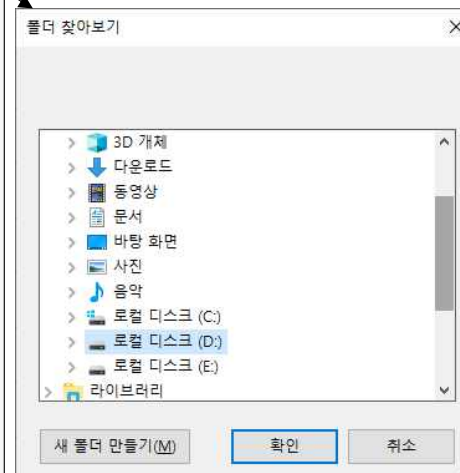 폴더 찾아보기
3D 개체
다운로드
동영상
문서
바탕 화면
사진
음악
로컬 디스크 (C:)
로컬 디스크 (D:)
로컬 디스크 (E:)
라이브러리
새 폴더 만들기(M) 확인 취소